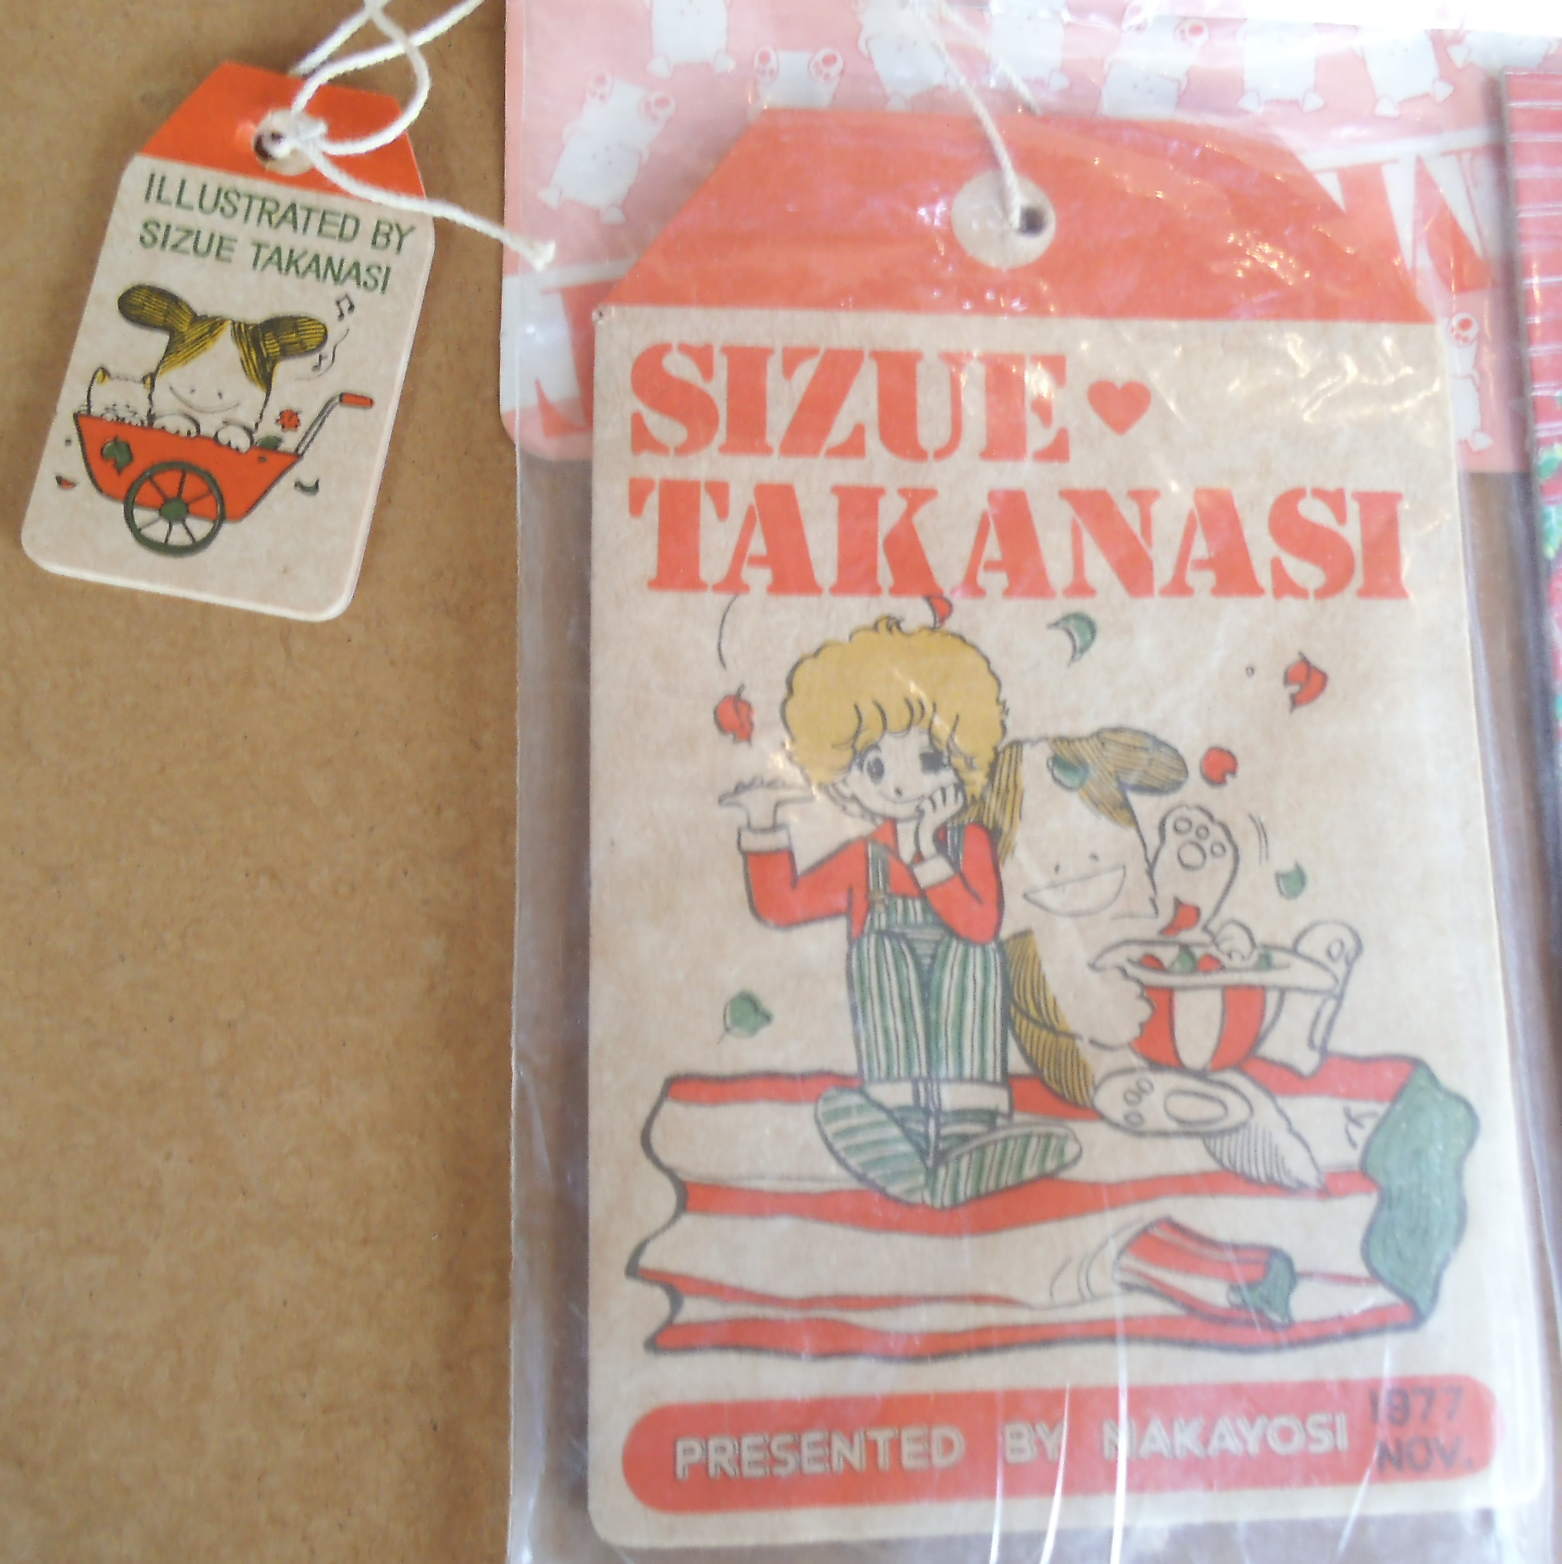 ILLUSTRATED BY
SIZUE TAKANASI
SIZUE♥
TAKANASI
PRESENTED BY NAKAYOSI
1977
NOV.